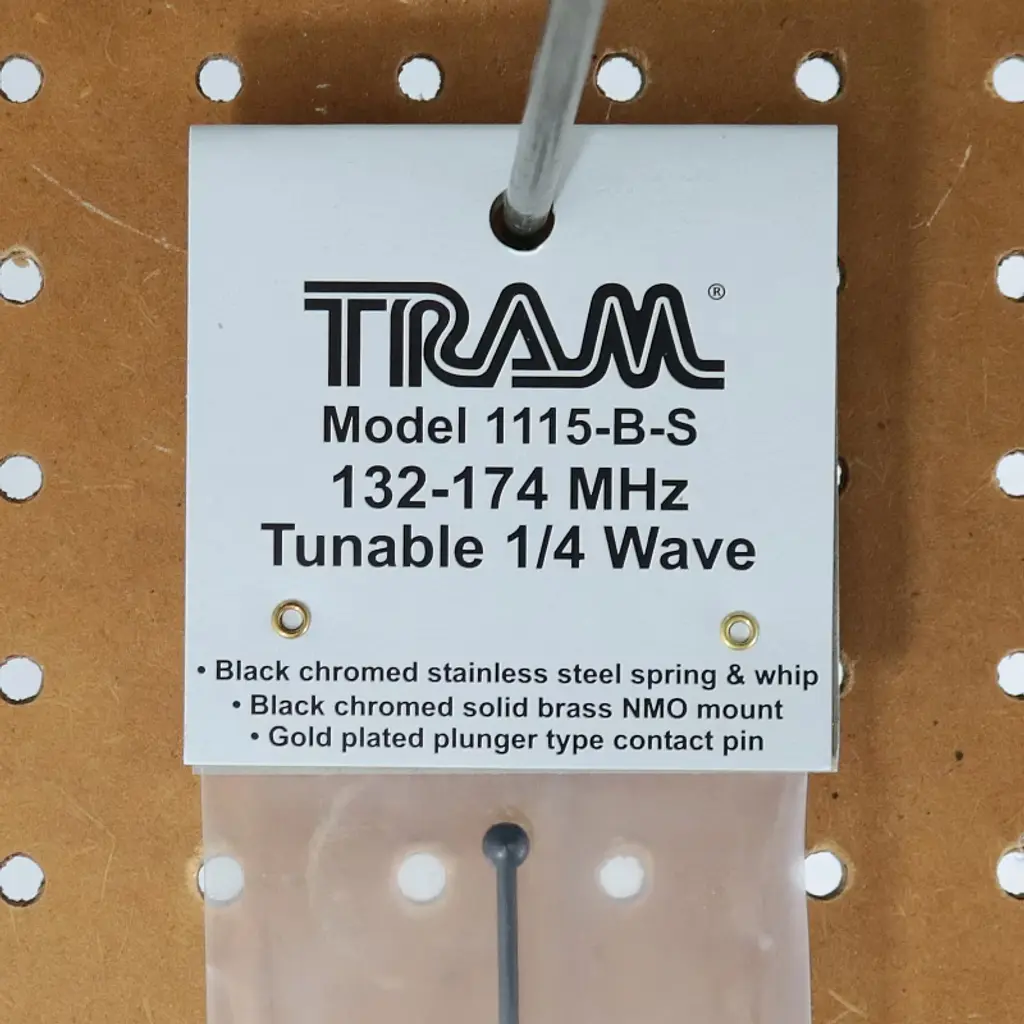 TRAM®
Model 1115-B-S
132-174 MHz
Tunable 1/4 Wave
• Black chromed stainless steel spring & whip
• Black chromed solid brass NMO mount
• Gold plated plunger type contact pin